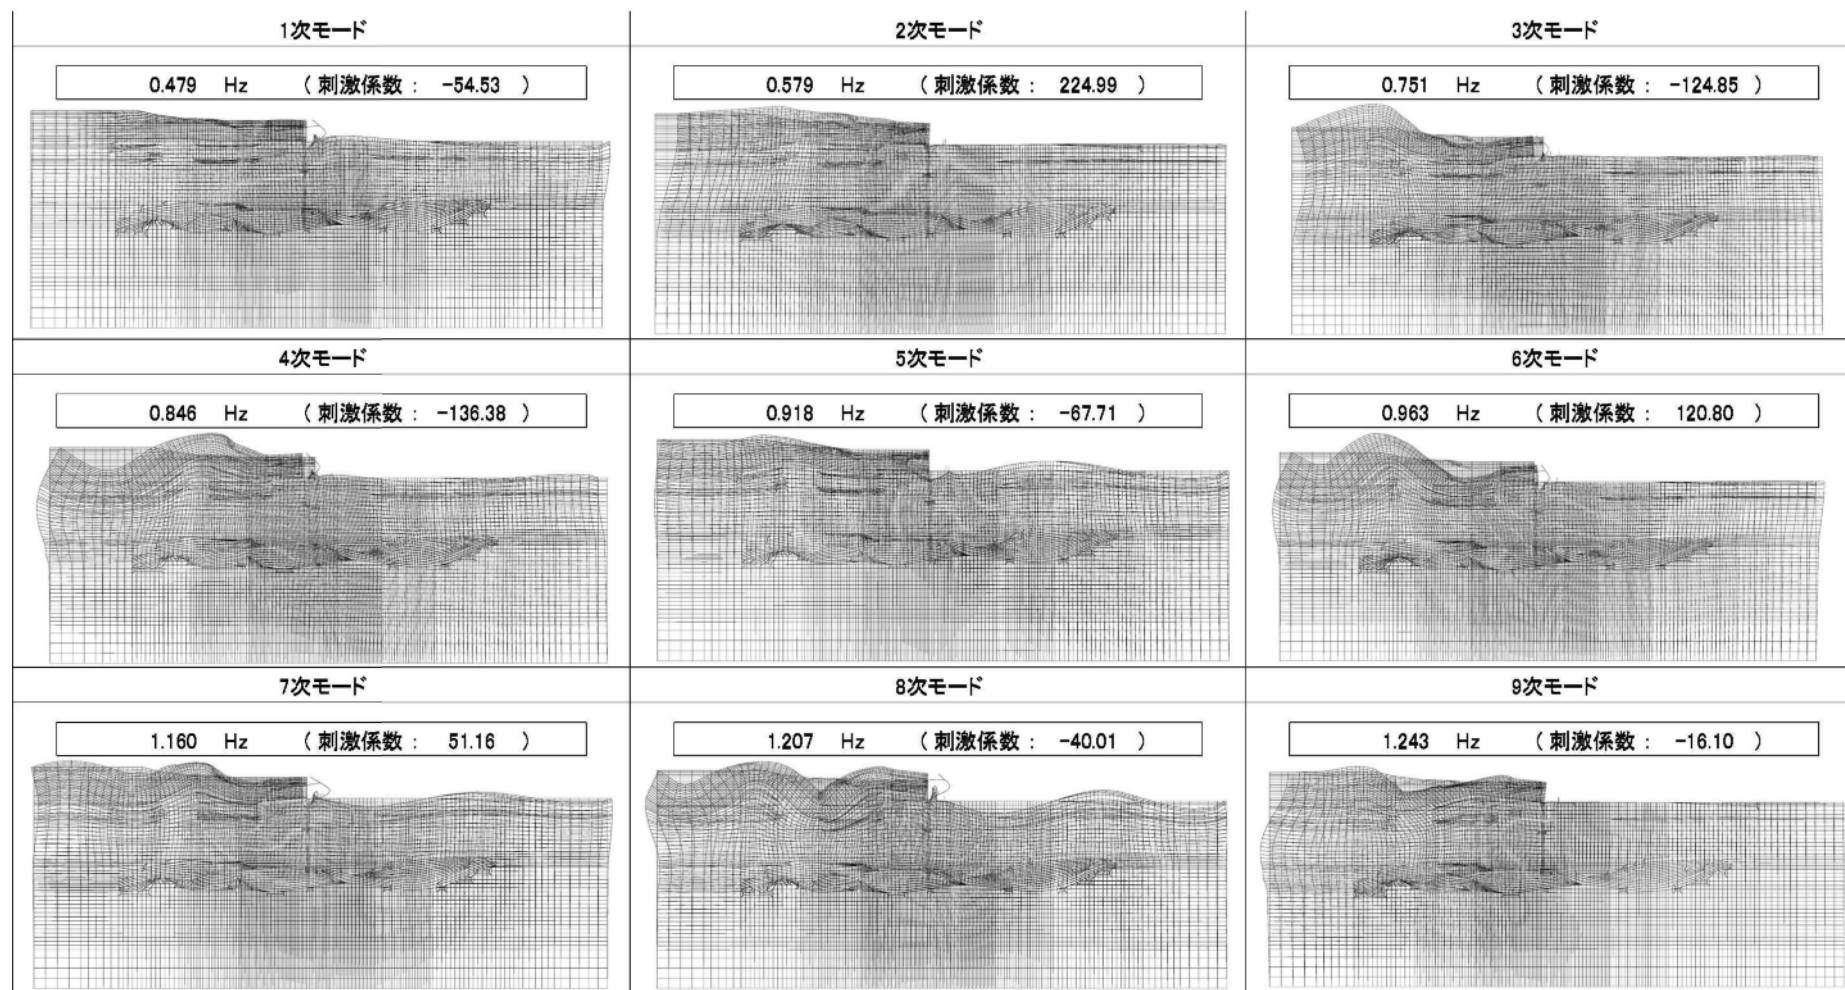 1次モード
2次モード
3次モード
0.479 Hz ( 刺激係数 : -54.53 )
0.579 Hz ( 刺激係数 : 224.99 )
0.751 Hz ( 刺激係数 : -124.85 )
4次モード
5次モード
6次モード
0.846 Hz ( 刺激係数 : -136.38 )
0.918 Hz ( 刺激係数 : -67.71 )
0.963 Hz ( 刺激係数 : 120.80 )
7次モード
8次モード
9次モード
1.160 Hz ( 刺激係数 : 51.16 )
1.207 Hz ( 刺激係数 : -40.01 )
1.243 Hz ( 刺激係数 : -16.10 )